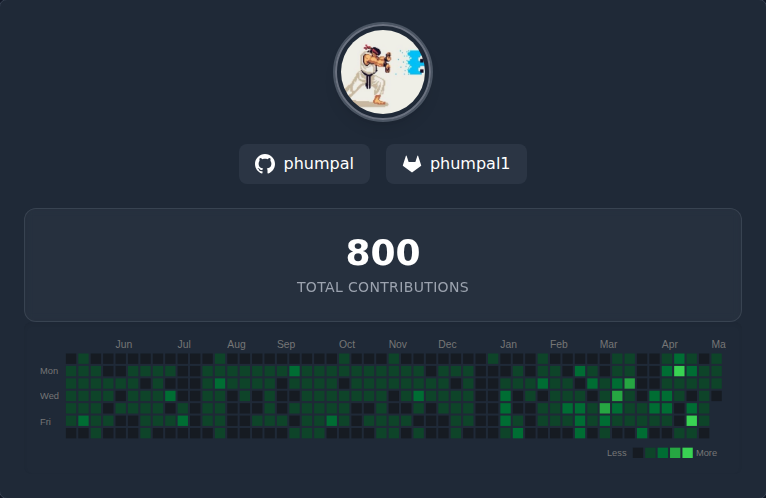 phumpal phumpal1
800
TOTAL CONTRIBUTIONS
Jun Jul Aug Sep Oct Nov Dec Jan Feb Mar Apr Ma
Mon
Wed
Fri
Less More